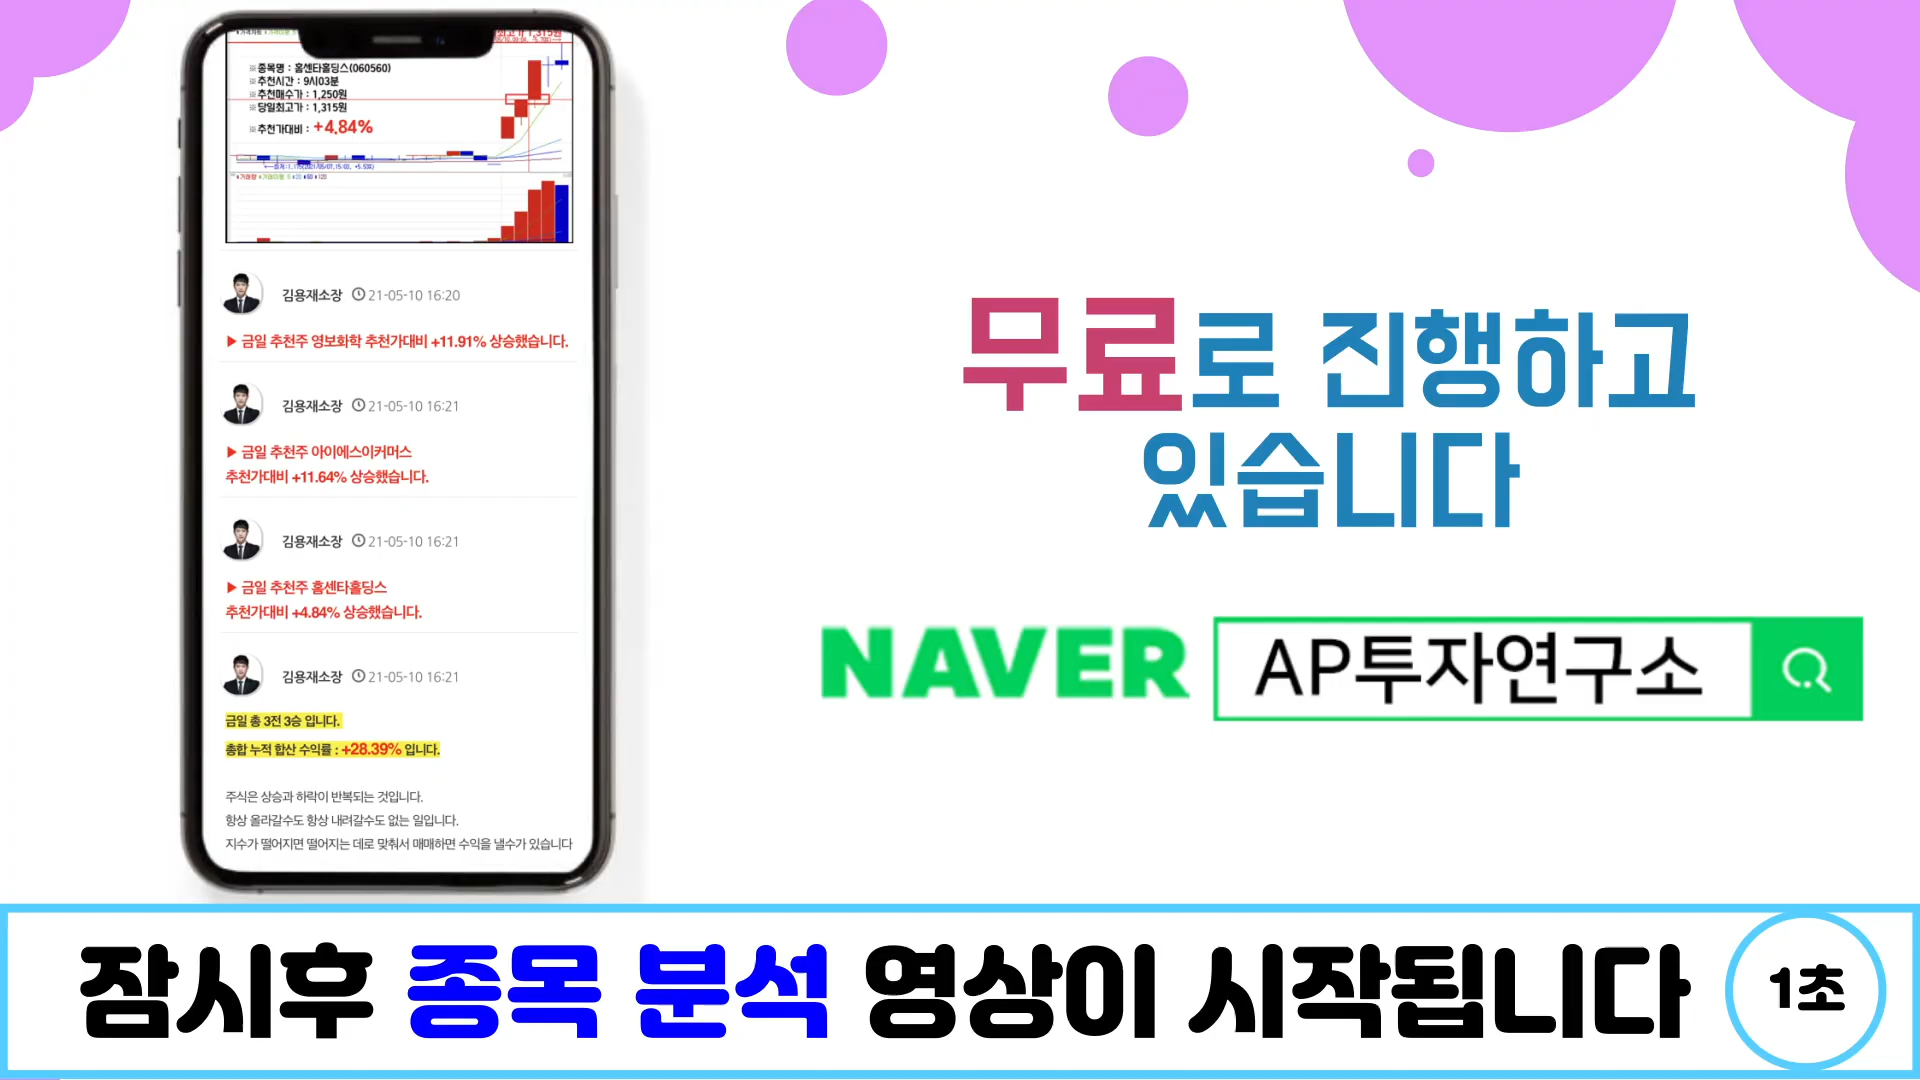 ※종목명 : 홈센타홀딩스(060560)
※추천시간 : 9시03분
※추천매수가 : 1,250원
※당일최고가 : 1,315원
※추천가대비 : +4.84%
김용재소장 21-05-10 16:20
▶ 금일 추천주 영보화학 추천가대비 +11.91% 상승했습니다.
김용재소장 21-05-10 16:21
▶ 금일 추천주 아이에스이커머스
추천가대비 +11.64% 상승했습니다.
김용재소장 21-05-10 16:21
▶ 금일 추천주 홈센타홀딩스
추천가대비 +4.84% 상승했습니다.
김용재소장 21-05-10 16:21
금일 총 3전 3승 입니다.
총합 누적 합산 수익률 : +28.39% 입니다.
주식은 상승과 하락이 반복되는 것입니다.
항상 올라갈수도 항상 내려갈수도 없는 일입니다.
지수가 떨어지면 떨어지는 데로 맞춰서 매매하면 수익을 낼수가 있습니다
무료로 진행하고
있습니다
NAVER AP투자연구소
잠시후 종목 분석 영상이 시작됩니다 1초